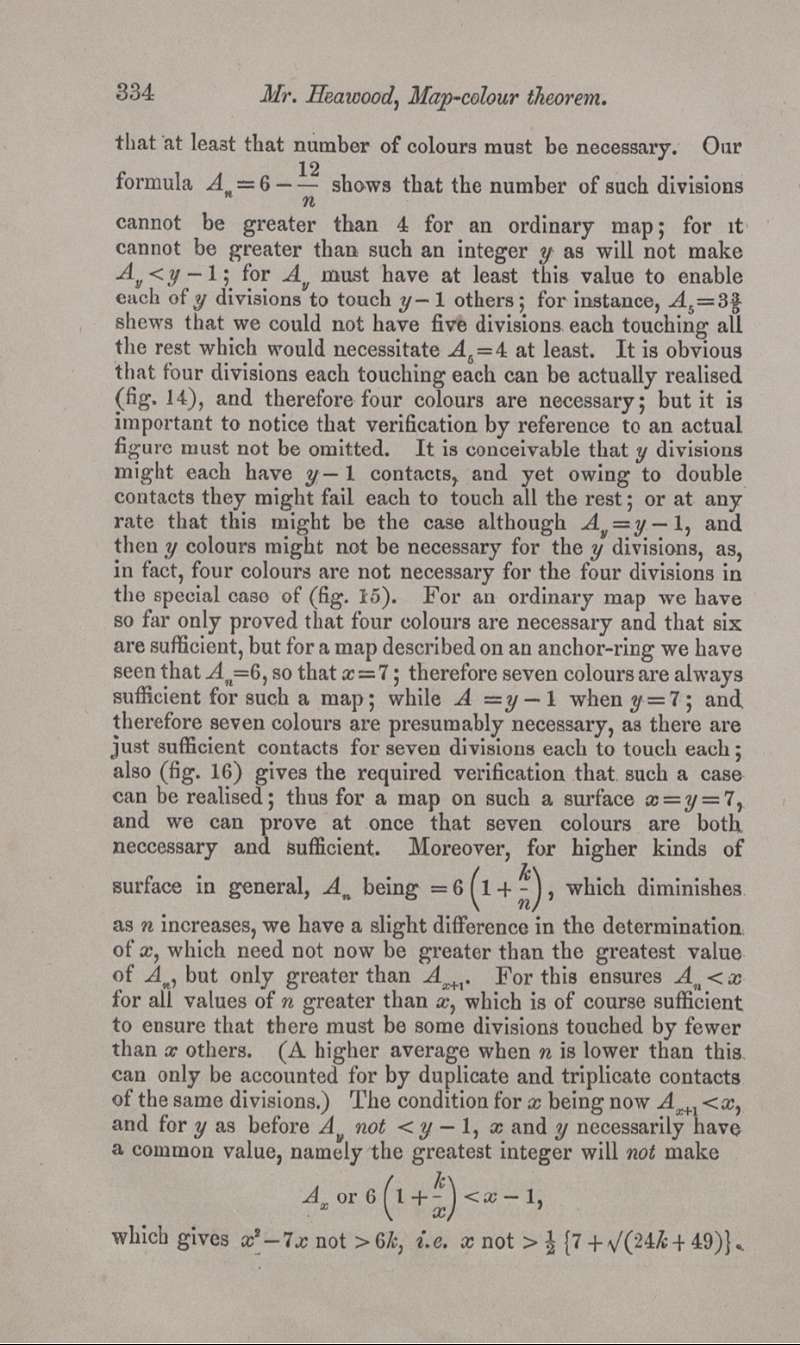 334 Mr. Heawood, Map-colour theorem.
that at least that number of colours must be necessary. Our
formula Aₙ = 6 − 12/n shows that the number of such divisions
cannot be greater than 4 for an ordinary map; for it
cannot be greater than such an integer y as will not make
A_y < y − 1; for A_y must have at least this value to enable
each of y divisions to touch y − 1 others; for instance, A₅ = 3⅗
shews that we could not have five divisions each touching all
the rest which would necessitate A₅ = 4 at least. It is obvious
that four divisions each touching each can be actually realised
(fig. 14), and therefore four colours are necessary; but it is
important to notice that verification by reference to an actual
figure must not be omitted. It is conceivable that y divisions
might each have y − 1 contacts, and yet owing to double
contacts they might fail each to touch all the rest; or at any
rate that this might be the case although A_y = y − 1, and
then y colours might not be necessary for the y divisions, as,
in fact, four colours are not necessary for the four divisions in
the special case of (fig. 15). For an ordinary map we have
so far only proved that four colours are necessary and that six
are sufficient, but for a map described on an anchor-ring we have
seen that Aₙ = 6, so that x = 7; therefore seven colours are always
sufficient for such a map; while A = y − 1 when y = 7; and
therefore seven colours are presumably necessary, as there are
just sufficient contacts for seven divisions each to touch each;
also (fig. 16) gives the required verification that such a case
can be realised; thus for a map on such a surface x = y = 7,
and we can prove at once that seven colours are both
neccessary and sufficient. Moreover, for higher kinds of
surface in general, Aₙ being = 6 (1 + k/n), which diminishes
as n increases, we have a slight difference in the determination
of x, which need not now be greater than the greatest value
of Aₙ, but only greater than A_{x+1}. For this ensures Aₙ < x
for all values of n greater than x, which is of course sufficient
to ensure that there must be some divisions touched by fewer
than x others. (A higher average when n is lower than this
can only be accounted for by duplicate and triplicate contacts
of the same divisions.) The condition for x being now A_{x+1} < x,
and for y as before A_y not < y − 1, x and y necessarily have
a common value, namely the greatest integer will not make
A_x or 6 (1 + k/x) < x − 1,
which gives x² − 7x not > 6k, i.e. x not > ½ {7 + √(24k + 49)}.